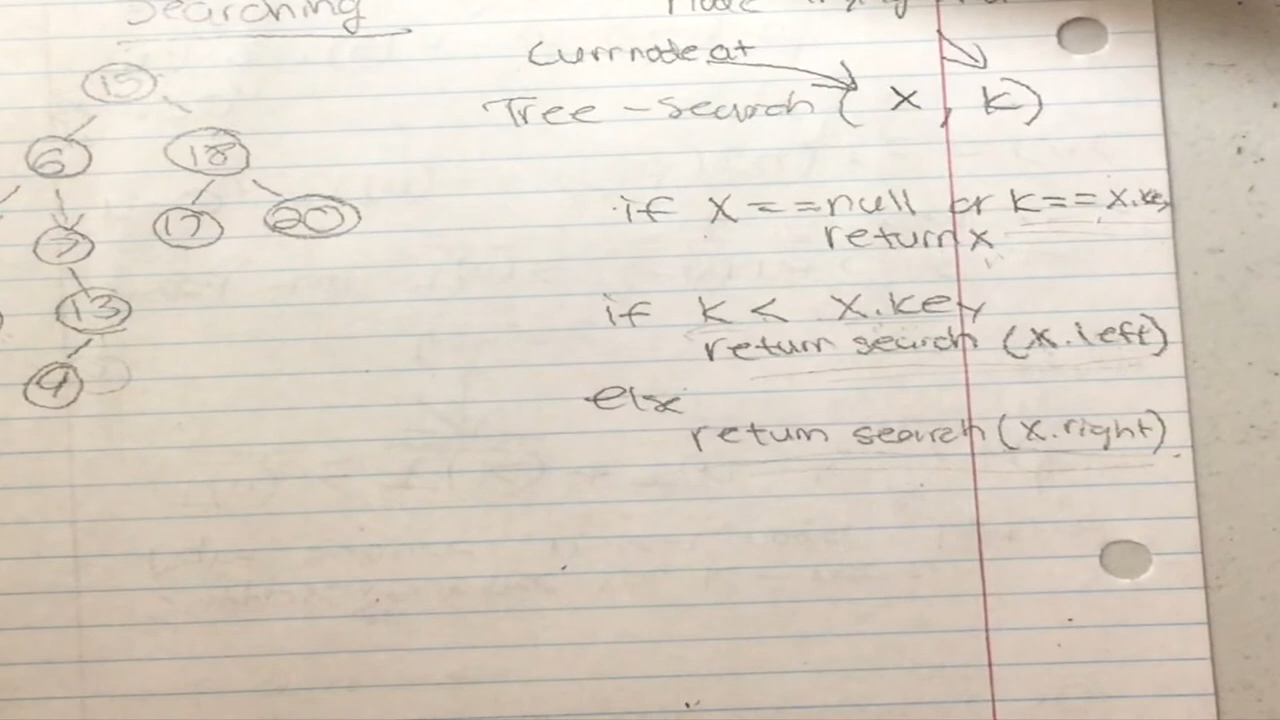 Searching
Currnode at
Tree-search (x, k)
15
6 18
7 17 20
13
9
if x == null or k == x.key
return x
if k < x.key
return search (x.left)
else
return search (x.right)